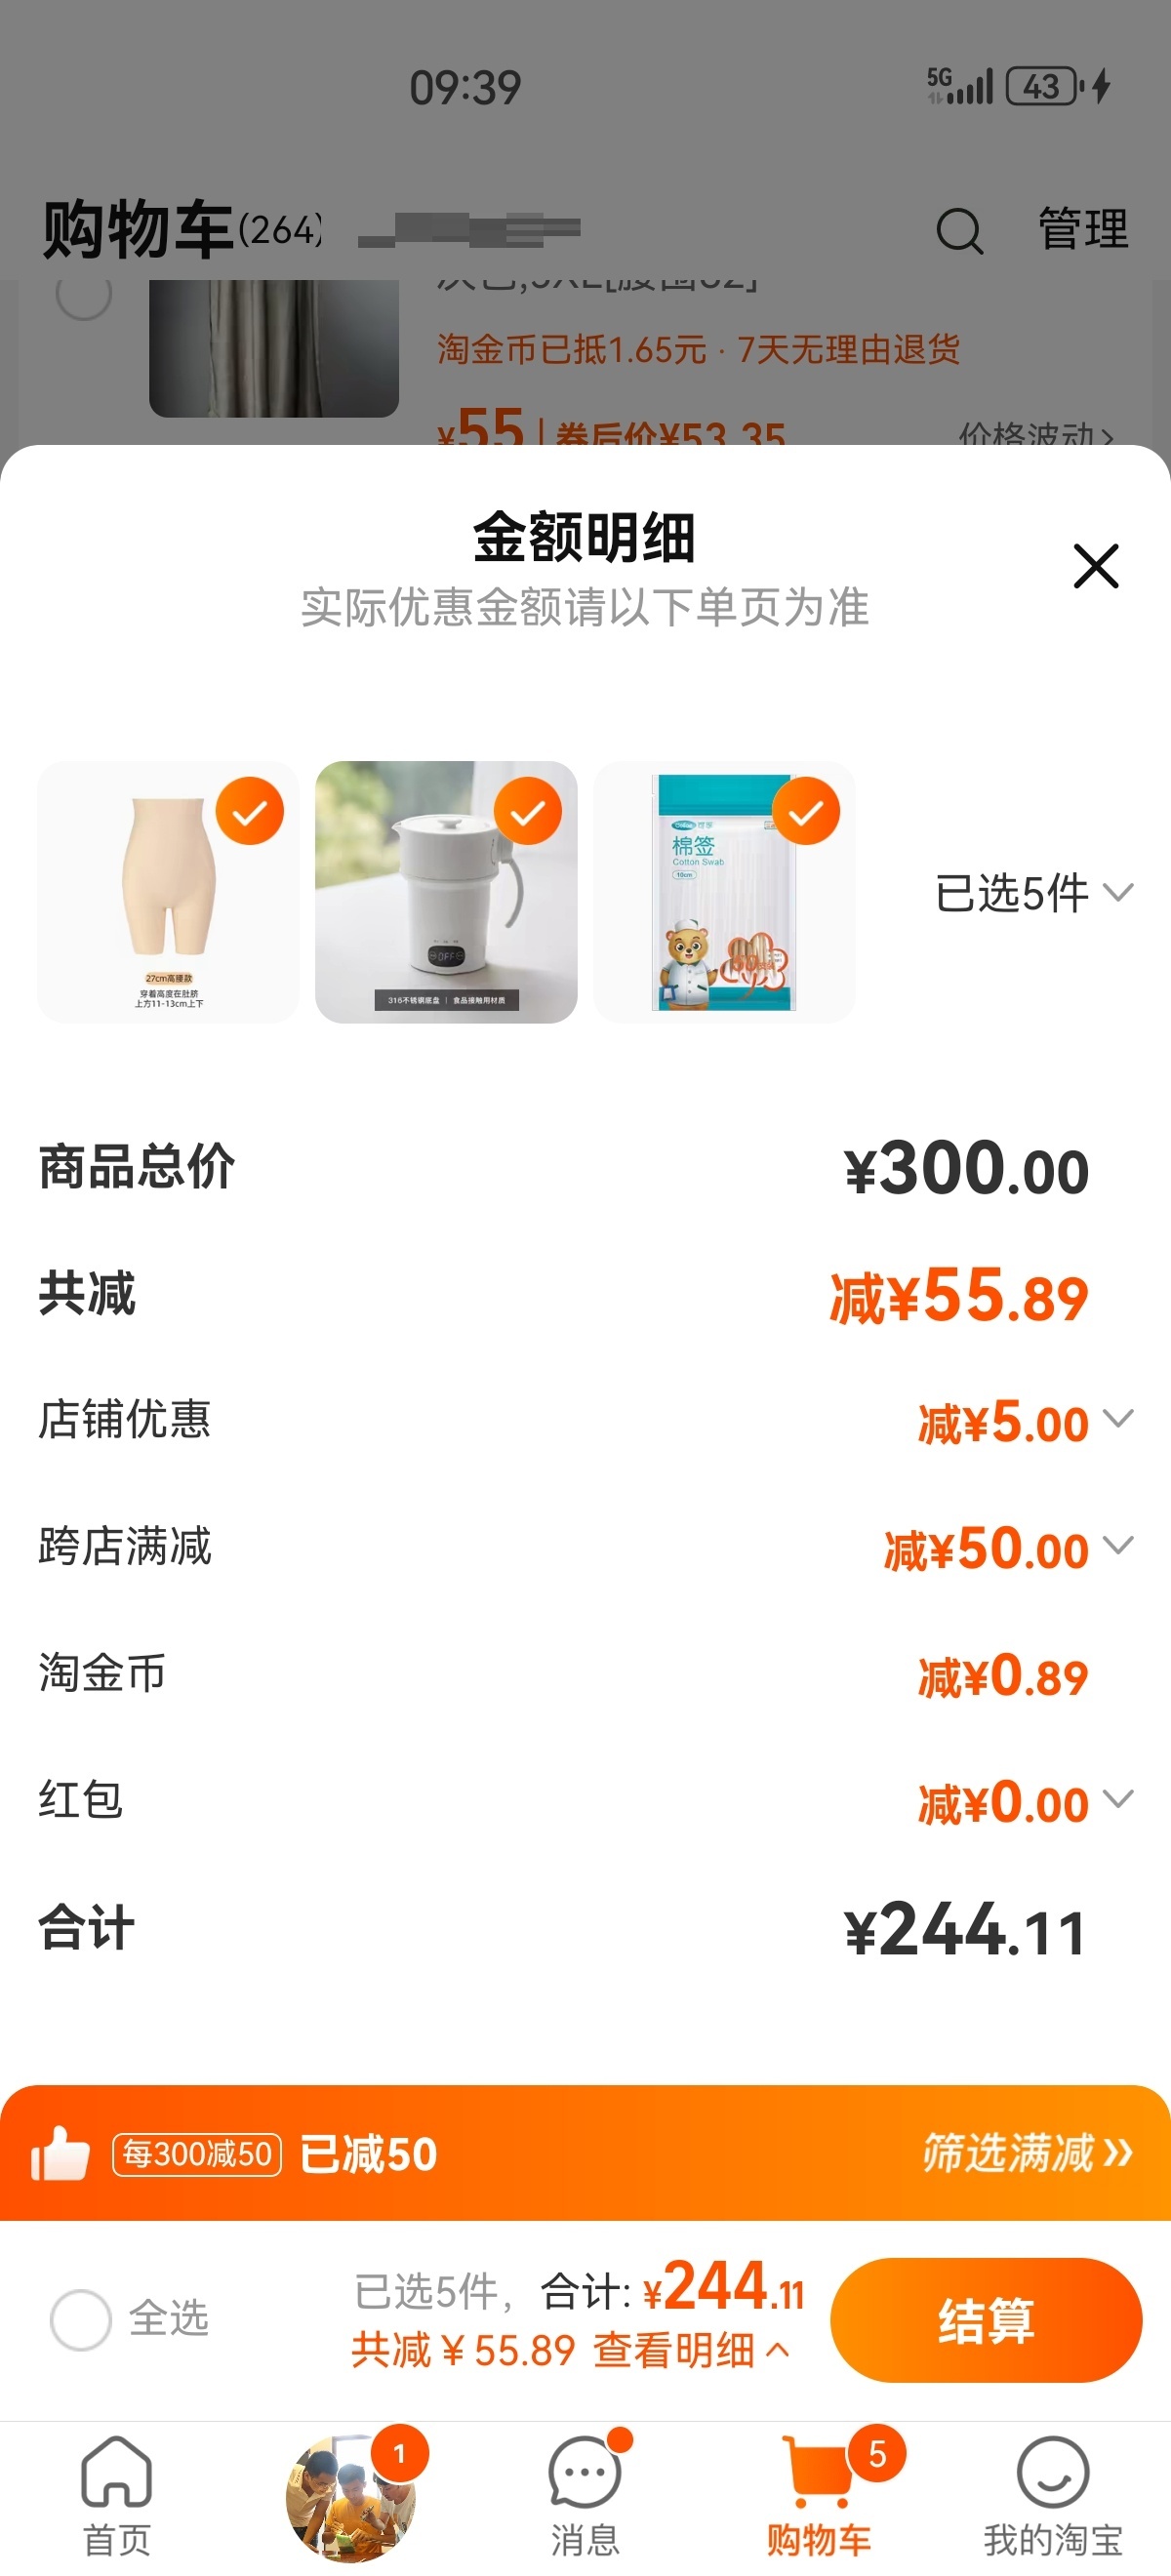 09:39
5G
43
购物车(264)
管理
淘金币已抵1.65元 · 7天无理由退货
¥55 | 券后价¥53.35
价格波动
金额明细
实际优惠金额请以下单页为准
27cm高腰款
穿着高度在肚脐
上方11-13cm上下
OFF
316不锈钢底盘 | 食品接触用材质
棉签
Cotton Swab
10cm
已选5件
商品总价
¥300.00
共减
减¥55.89
店铺优惠
减¥5.00
跨店满减
减¥50.00
淘金币
减¥0.89
红包
减¥0.00
合计
¥244.11
每300减50 已减50
筛选满减
全选
已选5件，合计: ¥244.11
共减￥55.89 查看明细
结算
1
5
首页
消息
购物车
我的淘宝